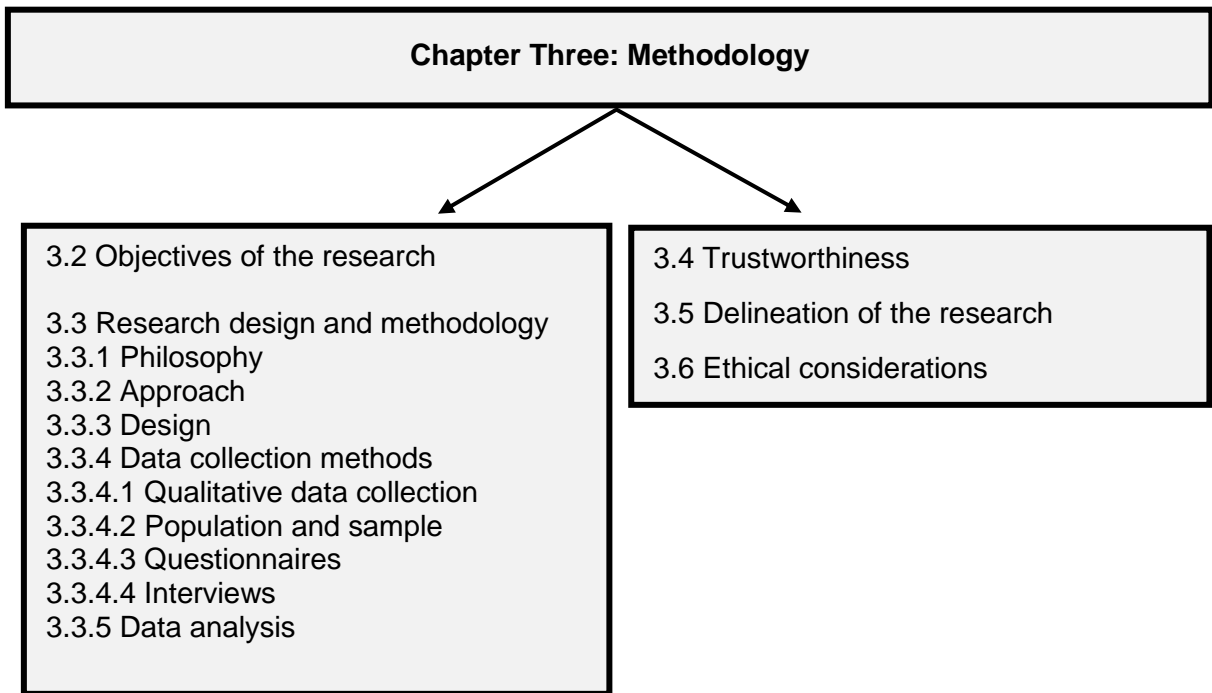 Chapter Three: Methodology
3.2 Objectives of the research
3.3 Research design and methodology
3.3.1 Philosophy
3.3.2 Approach
3.3.3 Design
3.3.4 Data collection methods
3.3.4.1 Qualitative data collection
3.3.4.2 Population and sample
3.3.4.3 Questionnaires
3.3.4.4 Interviews
3.3.5 Data analysis
3.4 Trustworthiness
3.5 Delineation of the research
3.6 Ethical considerations